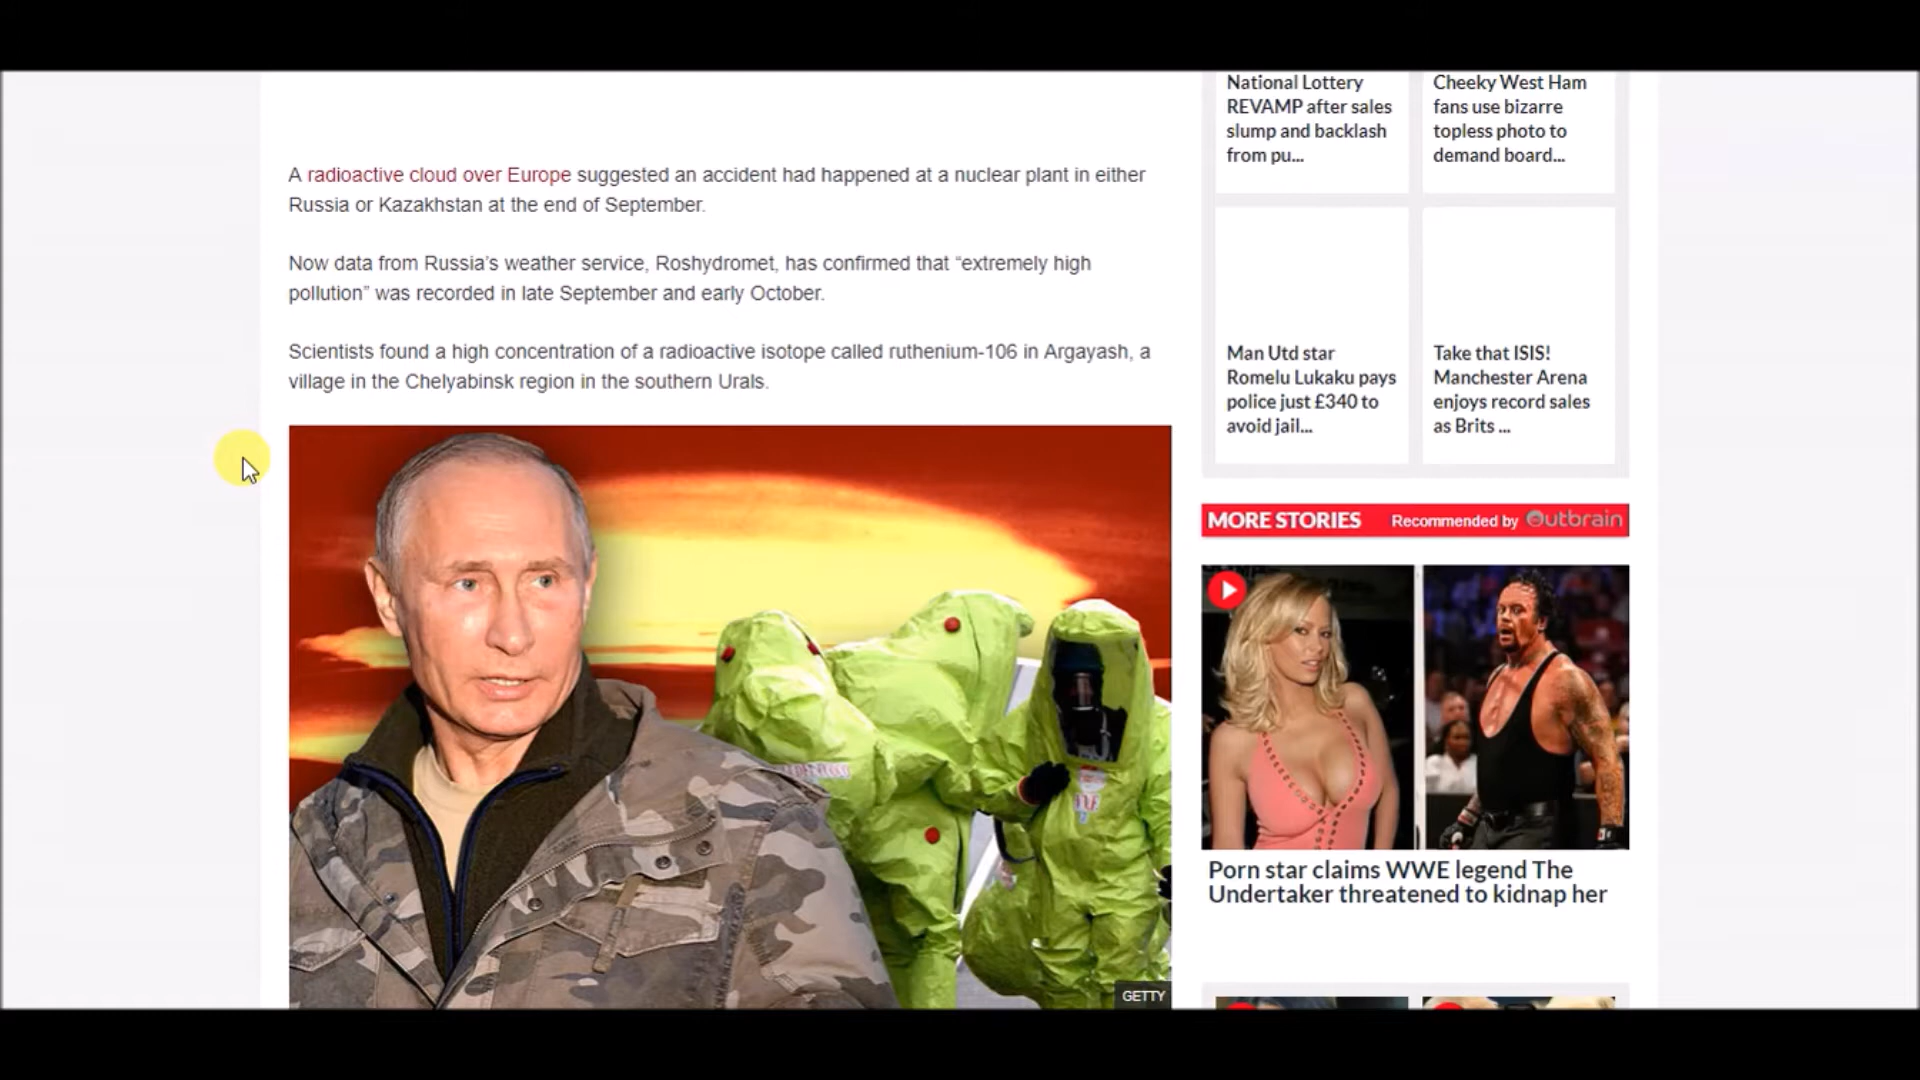 A radioactive cloud over Europe suggested an accident had happened at a nuclear plant in either
Russia or Kazakhstan at the end of September.
Now data from Russia's weather service, Roshydromet, has confirmed that “extremely high
pollution” was recorded in late September and early October.
Scientists found a high concentration of a radioactive isotope called ruthenium-106 in Argayash, a
village in the Chelyabinsk region in the southern Urals.
GETTY
National Lottery
REVAMP after sales
slump and backlash
from pu...
Cheeky West Ham
fans use bizarre
topless photo to
demand board...
Man Utd star
Romelu Lukaku pays
police just £340 to
avoid jail...
Take that ISIS!
Manchester Arena
enjoys record sales
as Brits ...
MORE STORIES Recommended by Outbrain
Porn star claims WWE legend The
Undertaker threatened to kidnap her